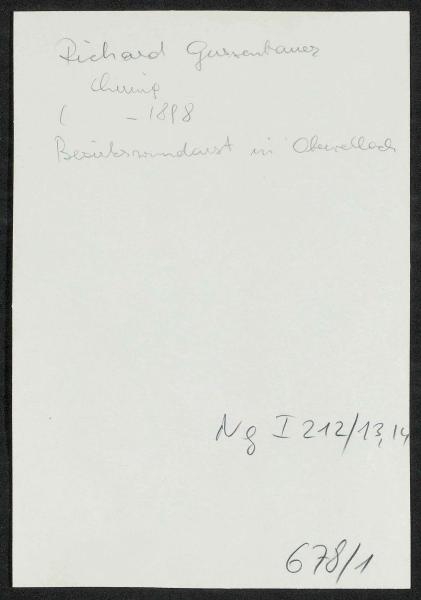 Richard Gussenbauer
Chirurg
( - 1898
Bezirkswundarzt in Obervellach
Ng I 212/13,14
678/1